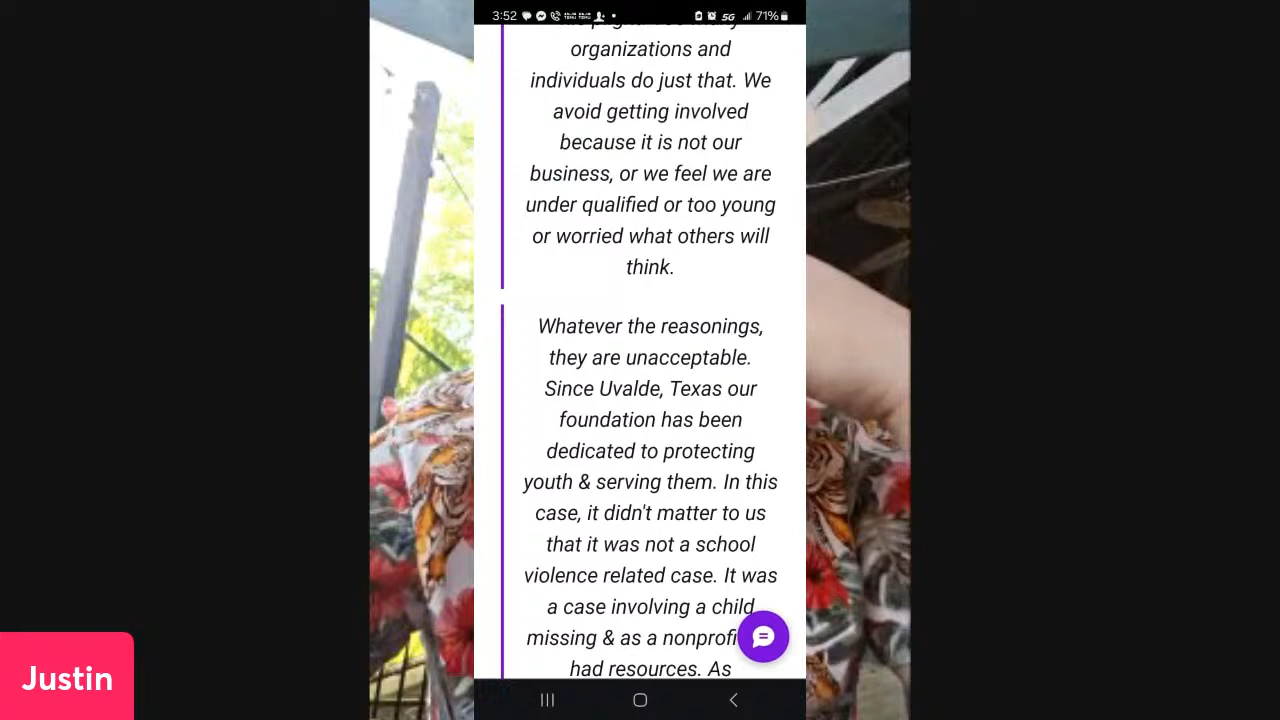 3:52
5G
71%
organizations and
individuals do just that. We
avoid getting involved
because it is not our
business, or we feel we are
under qualified or too young
or worried what others will
think.
Whatever the reasonings,
they are unacceptable.
Since Uvalde, Texas our
foundation has been
dedicated to protecting
youth & serving them. In this
case, it didn't matter to us
that it was not a school
violence related case. It was
a case involving a child
missing & as a nonprofi
had resources. As
Justin